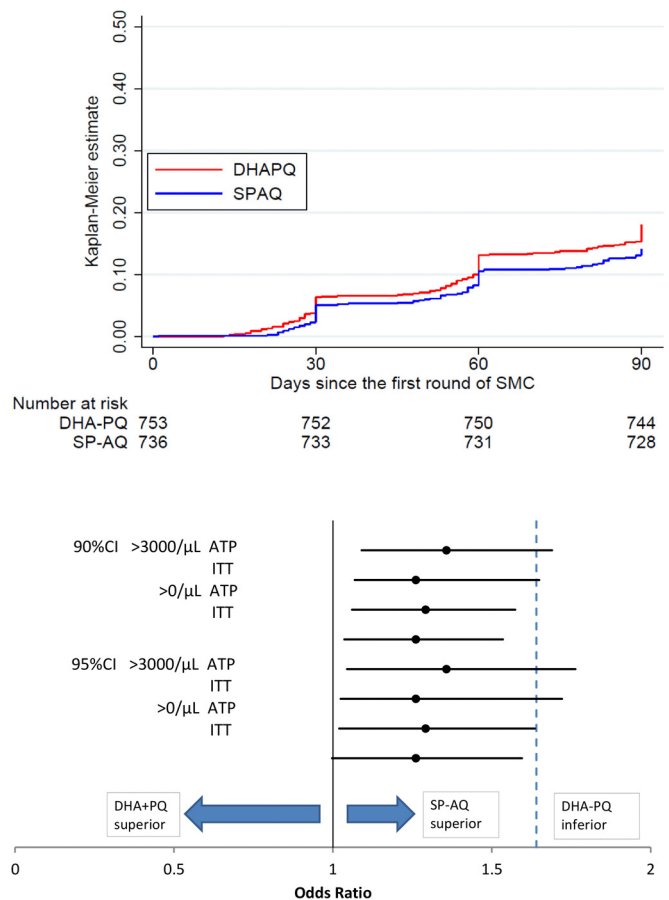 0.50
0.40
0.30
0.20
0.10
0.00
Kaplan-Meier estimate
DHAPQ
SPAQ
0 30 60 90
Days since the first round of SMC
Number at risk
DHA-PQ 753 752 750 744
SP-AQ 736 733 731 728
90%CI >3000/µL ATP
ITT
>0/µL ATP
ITT
95%CI >3000/µL ATP
ITT
>0/µL ATP
ITT
DHA+PQ
superior
SP-AQ
superior
DHA-PQ
inferior
0 0.5 1 1.5 2
Odds Ratio